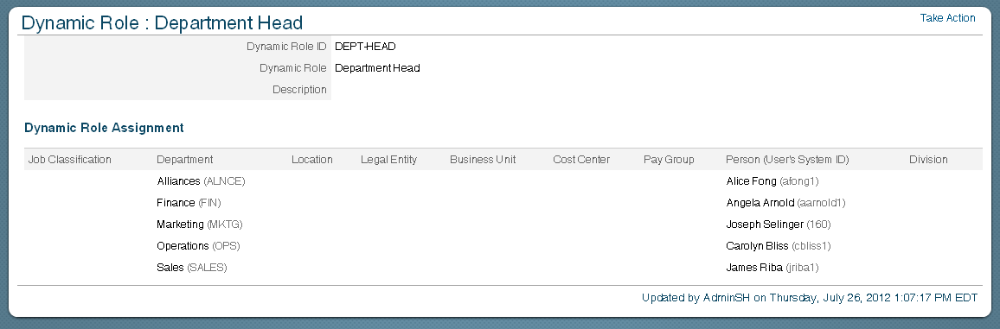 Dynamic Role : Department Head
Take Action
Dynamic Role ID DEPT-HEAD
Dynamic Role Department Head
Description
Dynamic Role Assignment
Job Classification Department Location Legal Entity Business Unit Cost Center Pay Group Person (User's System ID) Division
Alliances (ALNCE) Alice Fong (afong1)
Finance (FIN) Angela Arnold (aarnold1)
Marketing (MKTG) Joseph Selinger (160)
Operations (OPS) Carolyn Bliss (cbliss1)
Sales (SALES) James Riba (jriba1)
Updated by AdminSH on Thursday, July 26, 2012 1:07:17 PM EDT